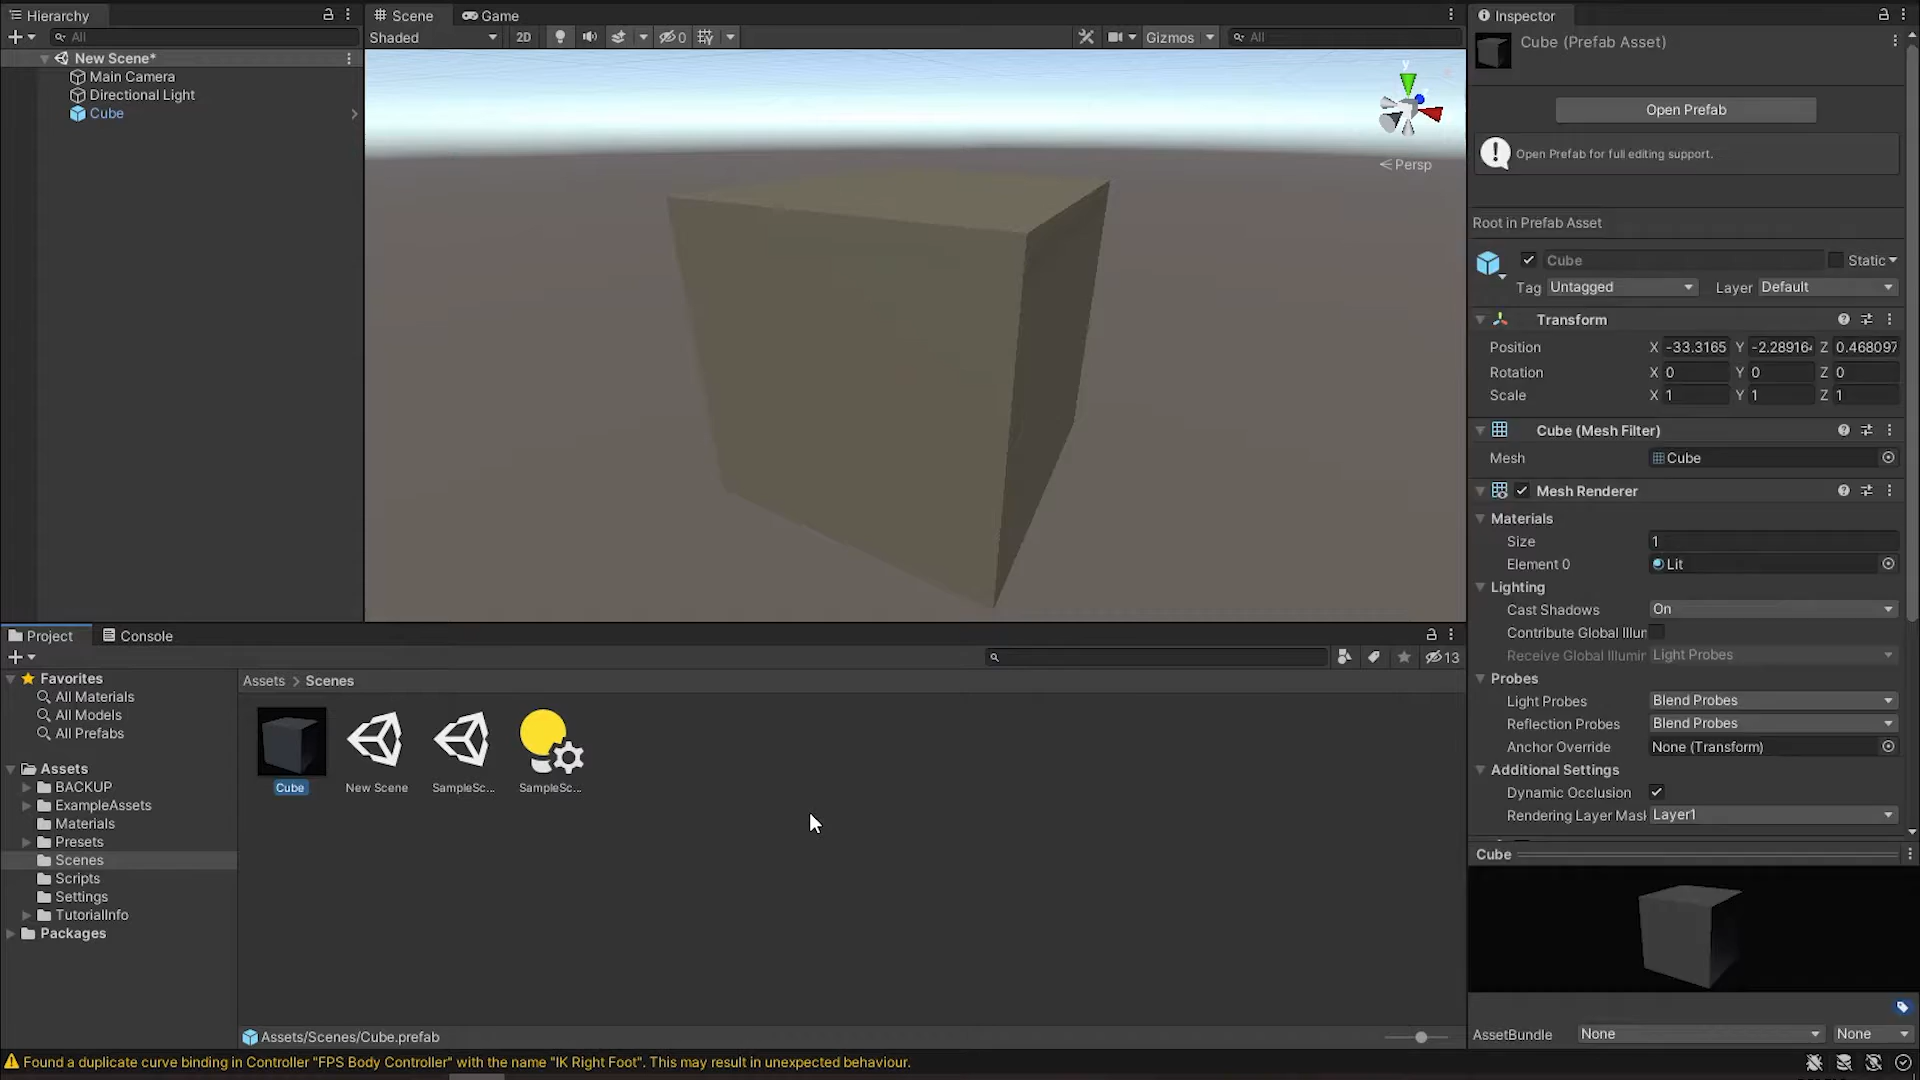 Hierarchy
All
New Scene*
Main Camera
Directional Light
Cube
Scene
Game
Shaded
2D
0
Gizmos
All
y
Persp
Inspector
Cube (Prefab Asset)
Open Prefab
Open Prefab for full editing support.
Root in Prefab Asset
Cube
Static
Tag Untagged Layer Default
Transform
Position X -33.3165 Y -2.28916 Z 0.468097
Rotation X 0 Y 0 Z 0
Scale X 1 Y 1 Z 1
Cube (Mesh Filter)
Mesh Cube
Mesh Renderer
Materials
Size 1
Element 0 Lit
Lighting
Cast Shadows On
Contribute Global Illur
Receive Global Illumir Light Probes
Probes
Light Probes Blend Probes
Reflection Probes Blend Probes
Anchor Override None (Transform)
Additional Settings
Dynamic Occlusion
Rendering Layer Mask Layer1
Cube
AssetBundle None None
Project
Console
13
Favorites
All Materials
All Models
All Prefabs
Assets
BACKUP
ExampleAssets
Materials
Presets
Scenes
Scripts
Settings
TutorialInfo
Packages
Assets > Scenes
Cube
New Scene
SampleSc...
SampleSc...
Assets/Scenes/Cube.prefab
Found a duplicate curve binding in Controller "FPS Body Controller" with the name "IK Right Foot". This may result in unexpected behaviour.